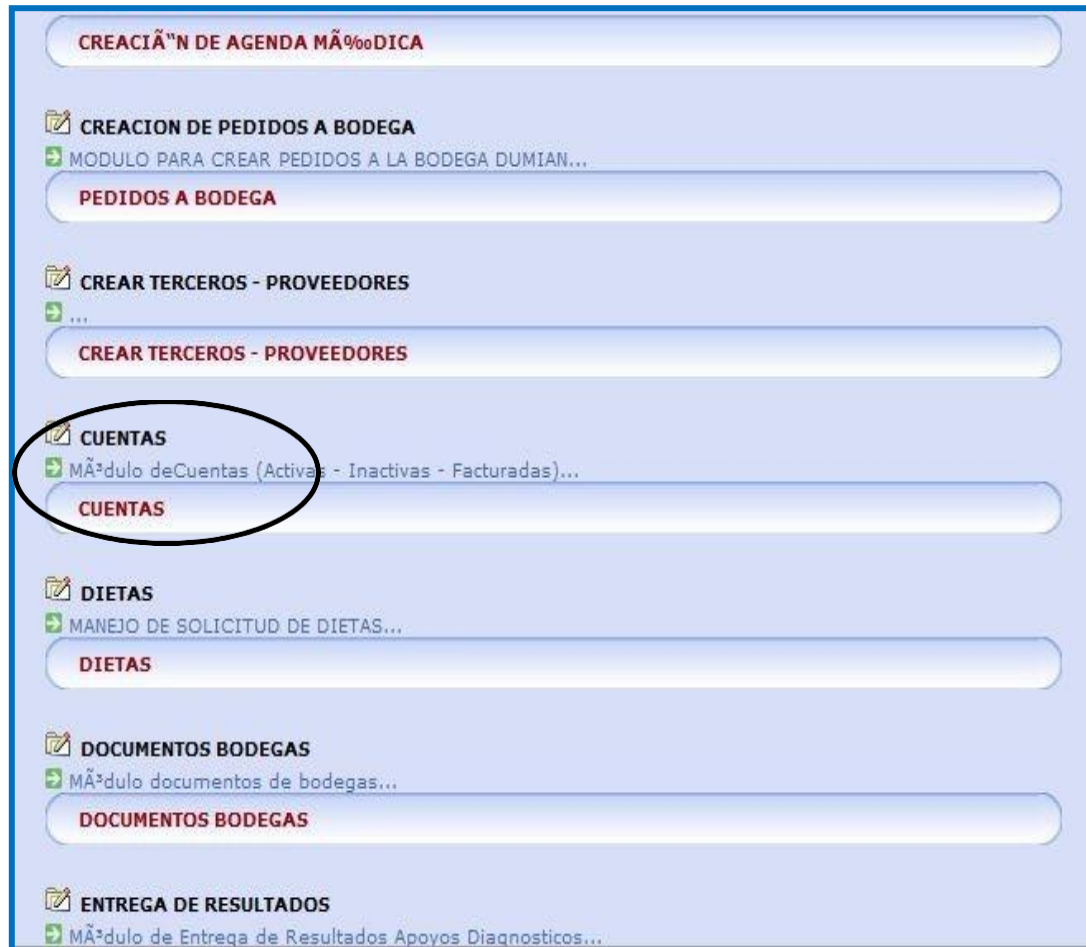 CREACIÃ“N DE AGENDA MÃ‰DICA
CREACION DE PEDIDOS A BODEGA
MODULO PARA CREAR PEDIDOS A LA BODEGA DUMIAN...
PEDIDOS A BODEGA
CREAR TERCEROS - PROVEEDORES
...
CREAR TERCEROS - PROVEEDORES
CUENTAS
MÃ³dulo deCuentas (Activas - Inactivas - Facturadas)...
CUENTAS
DIETAS
MANEJO DE SOLICITUD DE DIETAS...
DIETAS
DOCUMENTOS BODEGAS
MÃ³dulo documentos de bodegas...
DOCUMENTOS BODEGAS
ENTREGA DE RESULTADOS
MÃ³dulo de Entrega de Resultados Apoyos Diagnosticos...